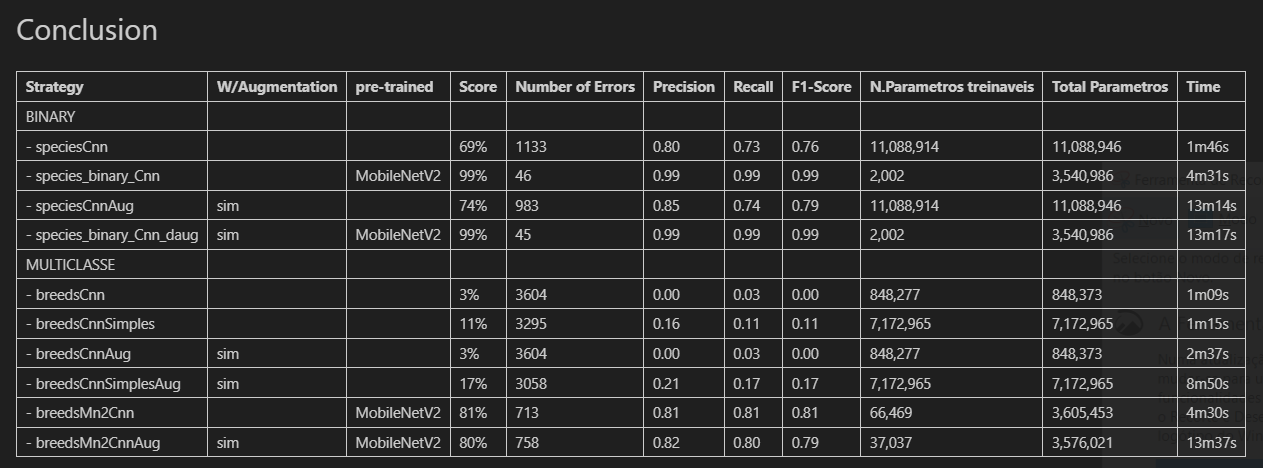 Conclusion
Strategy W/Augmentation pre-trained Score Number of Errors Precision Recall F1-Score N.Parametros treinaveis Total Parametros Time
BINARY
- speciesCnn 69% 1133 0.80 0.73 0.76 11,088,914 11,088,946 1m46s
- species_binary_Cnn MobileNetV2 99% 46 0.99 0.99 0.99 2,002 3,540,986 4m31s
- speciesCnnAug sim 74% 983 0.85 0.74 0.79 11,088,914 11,088,946 13m14s
- species_binary_Cnn_daug sim MobileNetV2 99% 45 0.99 0.99 0.99 2,002 3,540,986 13m17s
MULTICLASSE
- breedsCnn 3% 3604 0.00 0.03 0.00 848,277 848,373 1m09s
- breedsCnnSimples 11% 3295 0.16 0.11 0.11 7,172,965 7,172,965 1m15s
- breedsCnnAug sim 3% 3604 0.00 0.03 0.00 848,277 848,373 2m37s
- breedsCnnSimplesAug sim 17% 3058 0.21 0.17 0.17 7,172,965 7,172,965 8m50s
- breedsMn2Cnn MobileNetV2 81% 713 0.81 0.81 0.81 66,469 3,605,453 4m30s
- breedsMn2CnnAug sim MobileNetV2 80% 758 0.82 0.80 0.79 37,037 3,576,021 13m37s